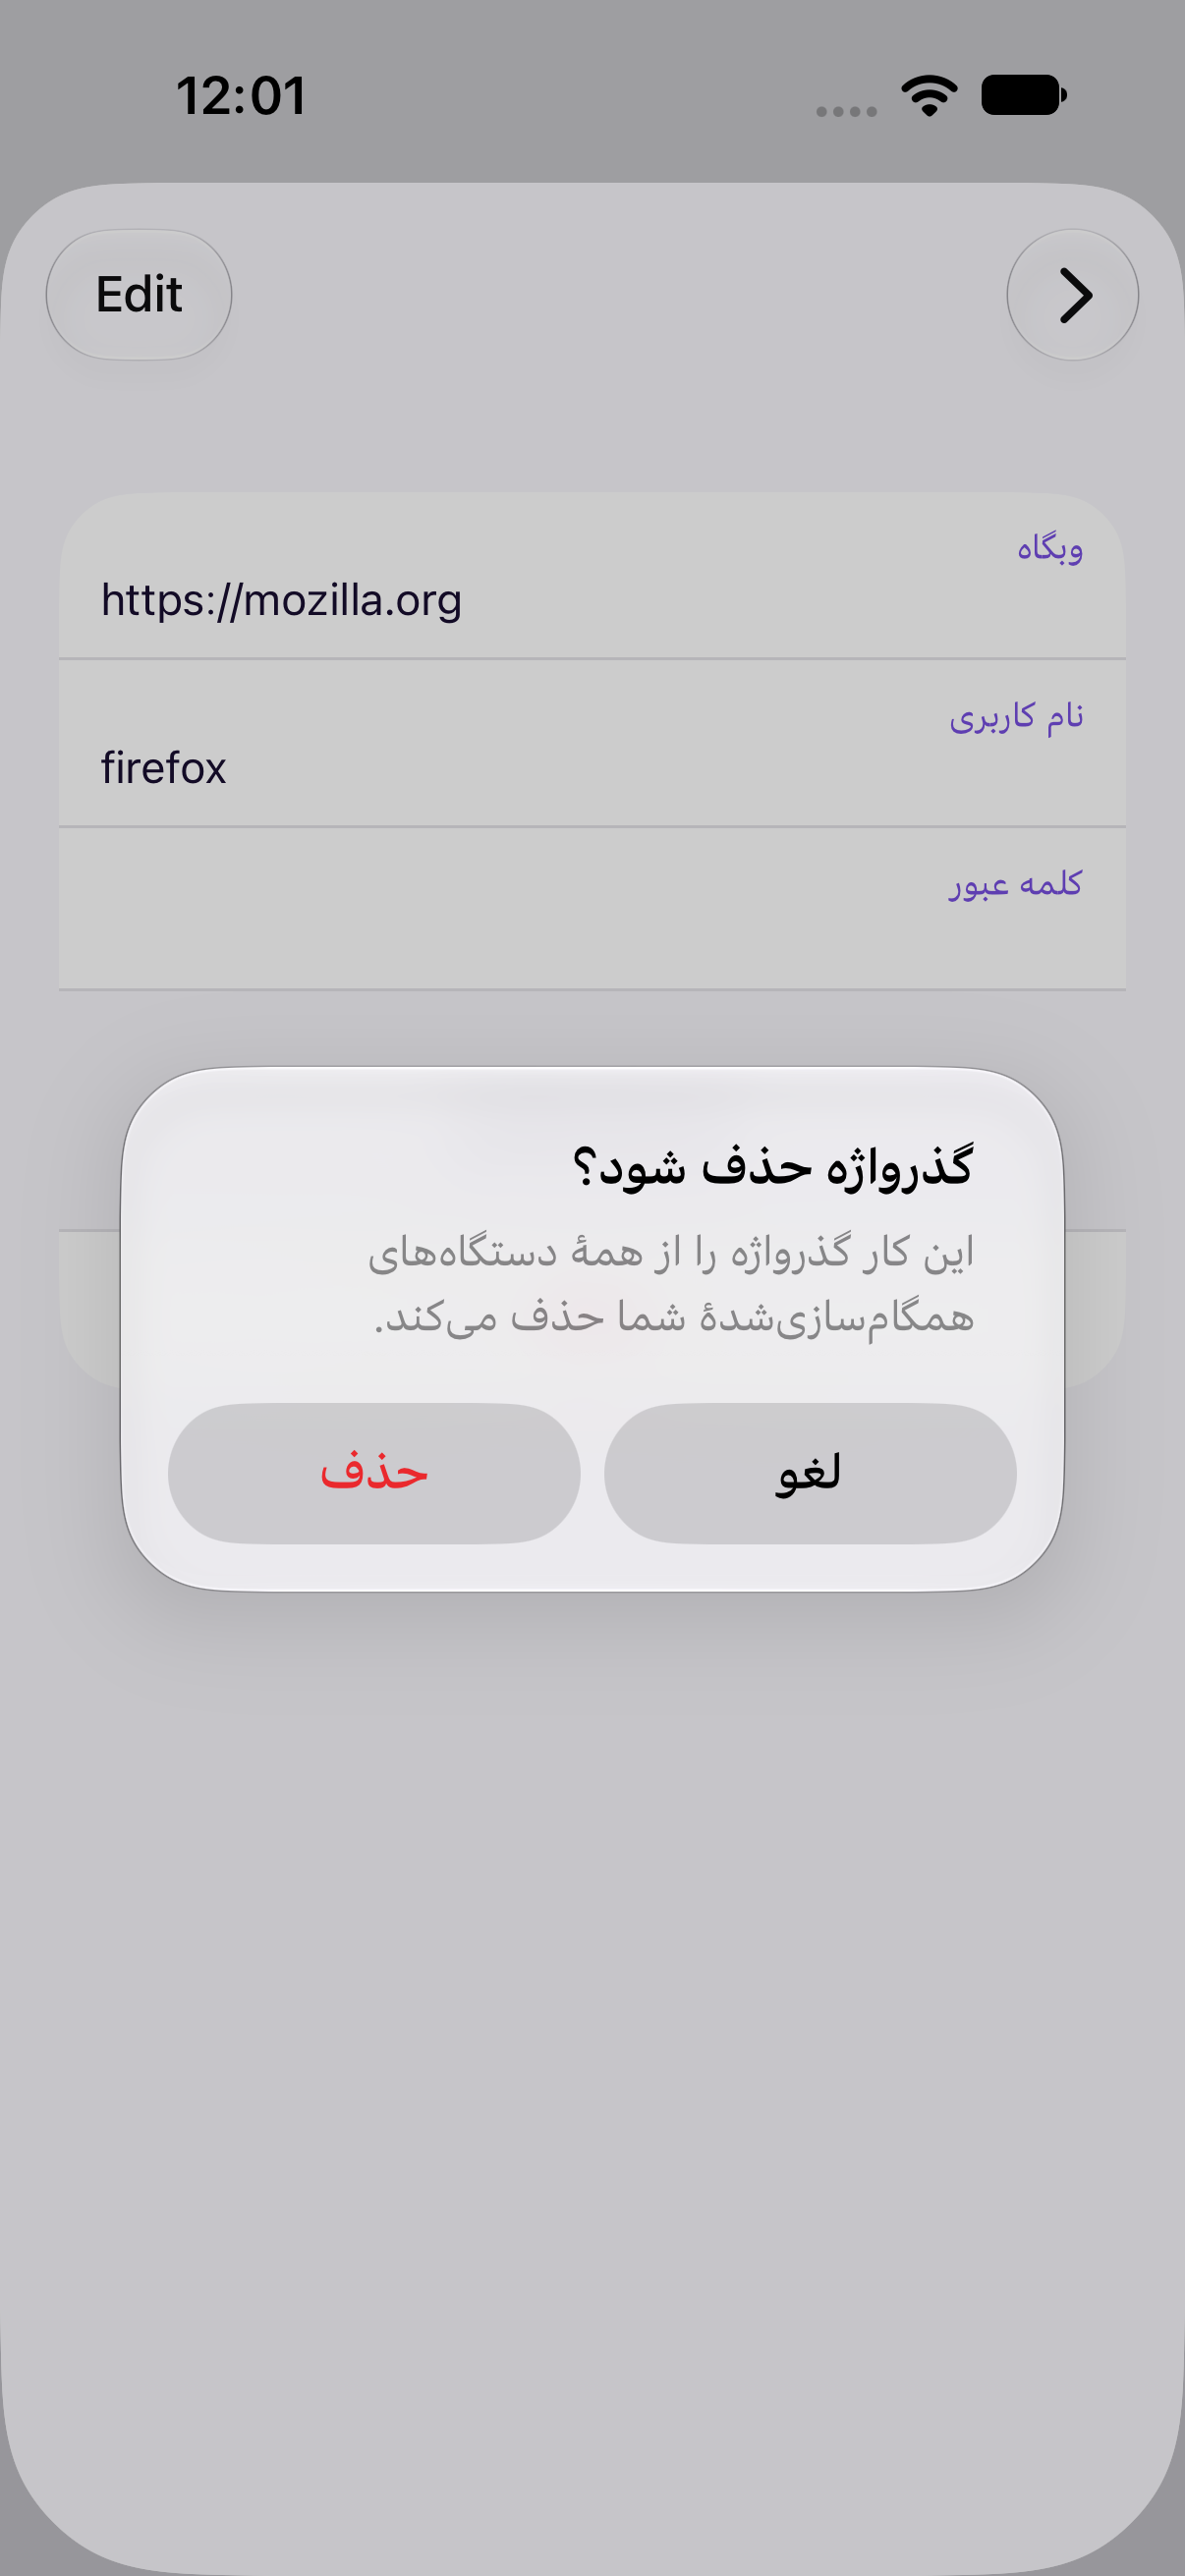 12:01
Edit
وبگاه
https://mozilla.org
نام کاربری
firefox
کلمه عبور
گذرواژه حذف شود؟
این کار گذرواژه را از همهٔ دستگاه‌های
همگام‌سازی‌شدهٔ شما حذف می‌کند.
لغو
حذف